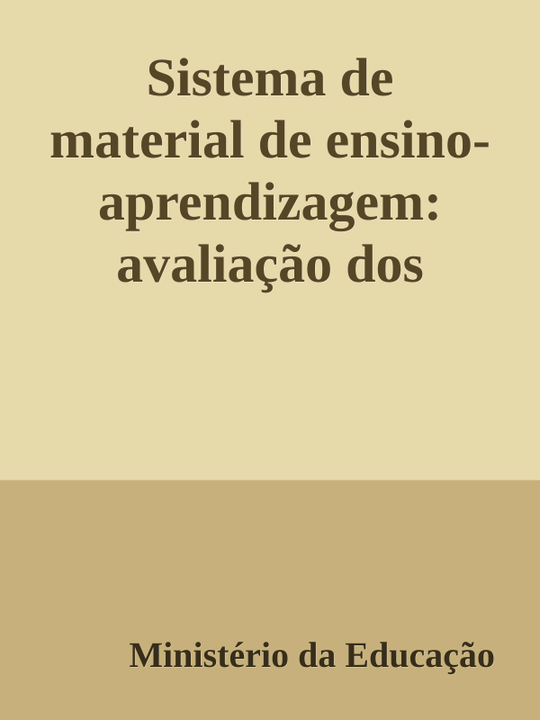 Sistema de
material de ensino-
aprendizagem:
avaliação dos
Ministério da Educação